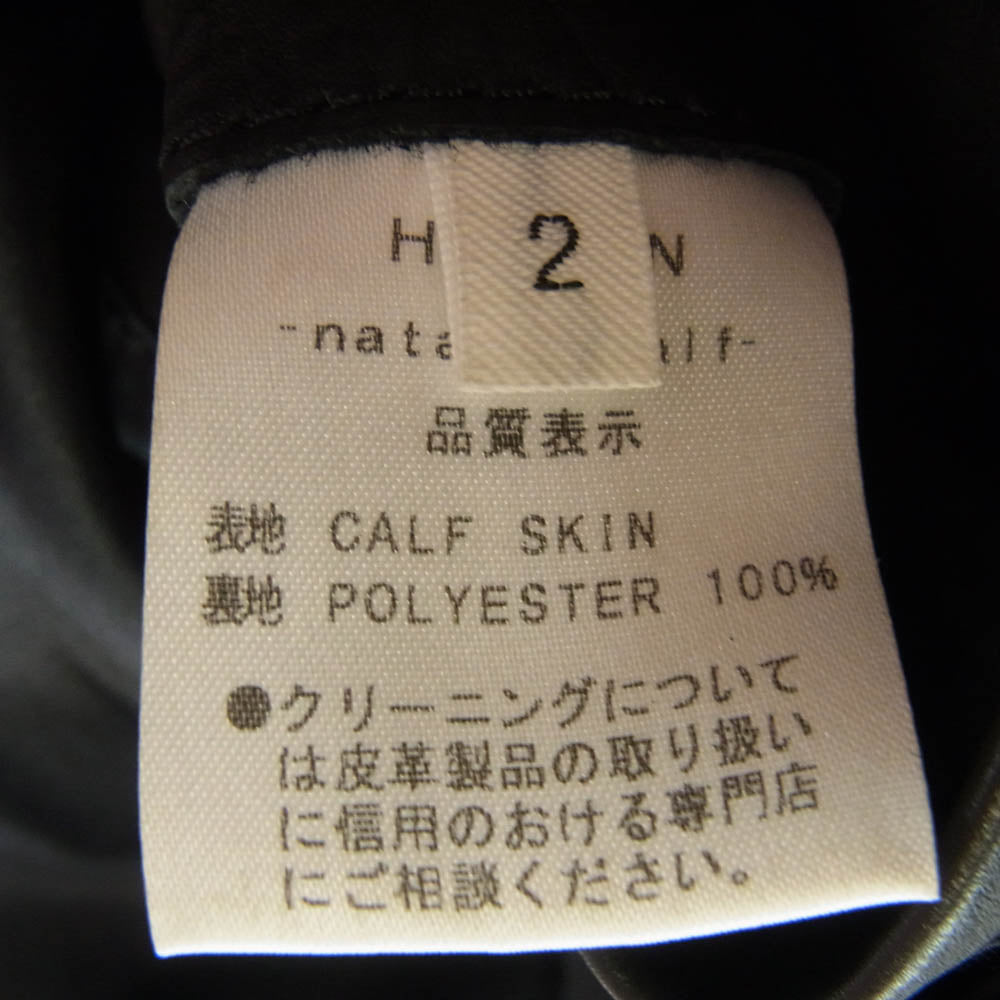 2
品質表示
表地 CALF SKIN
裏地 POLYESTER 100%
●クリーニングについて
は皮革製品の取り扱い
に信用のおける専門店
にご相談ください。